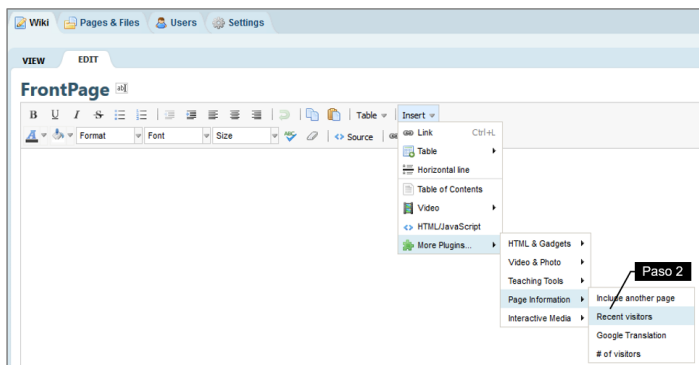 Wiki Pages & Files Users Settings
VIEW EDIT
FrontPage
B U I S Table Insert
A Format Font Size ABC Source
Link Ctrl+L
Table
Horizontal line
Table of Contents
Video
HTML/JavaScript
More Plugins...
HTML & Gadgets
Video & Photo
Teaching Tools
Page Information
Interactive Media
Paso 2
Include another page
Recent visitors
Google Translation
# of visitors